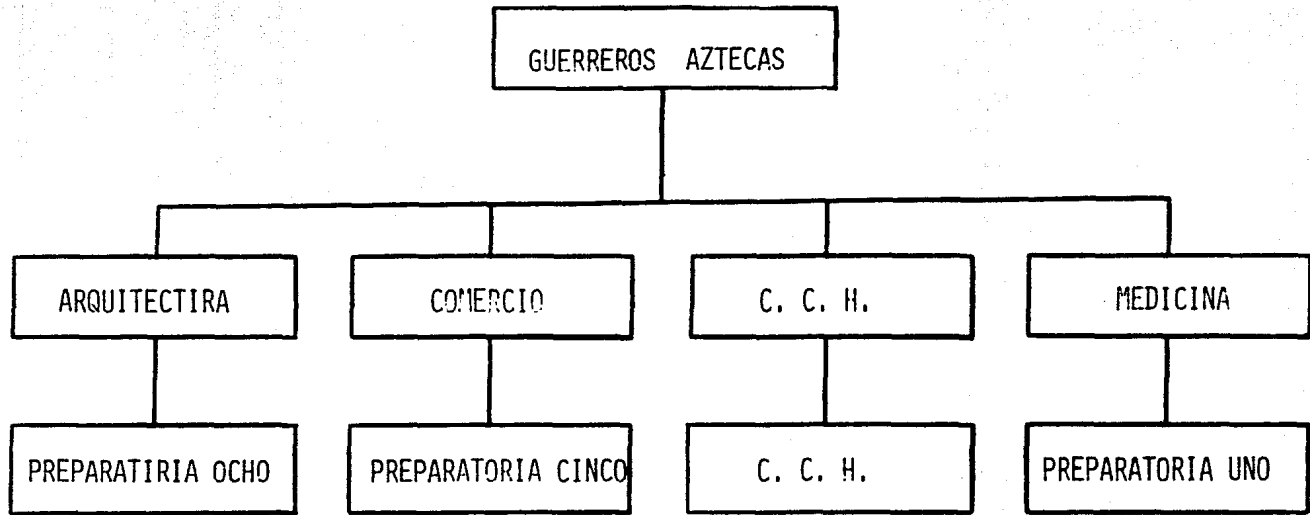 GUERREROS AZTECAS
ARQUITECTIRA COMERCIO C. C. H. MEDICINA
PREPARATIRIA OCHO PREPARATORIA CINCO C. C. H. PREPARATORIA UNO